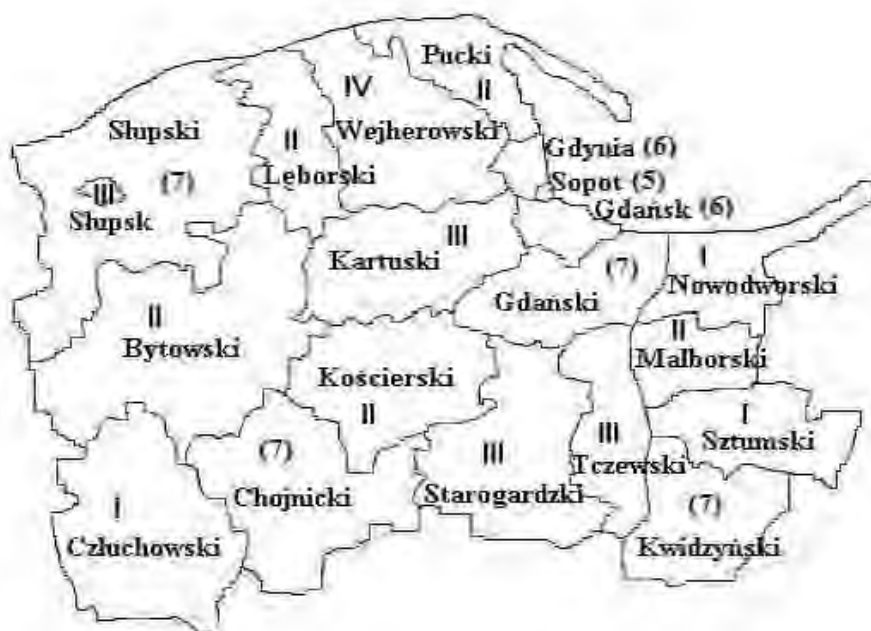 Pucki
IV
II
Słupski
Wejherowski
II
Gdynia (6)
Lęborski
III
(7)
Sopot (5)
Słupsk
Gdańsk (6)
III
Kartuski
(7)
I
Gdański
Nowodworski
II
Bytowski
II
Malborski
Kościerski
II
I
Sztumski
(7)
III
III
Tczewski
Chojnicki
Starogardzki
I
(7)
Człuchowski
Kwidzyński